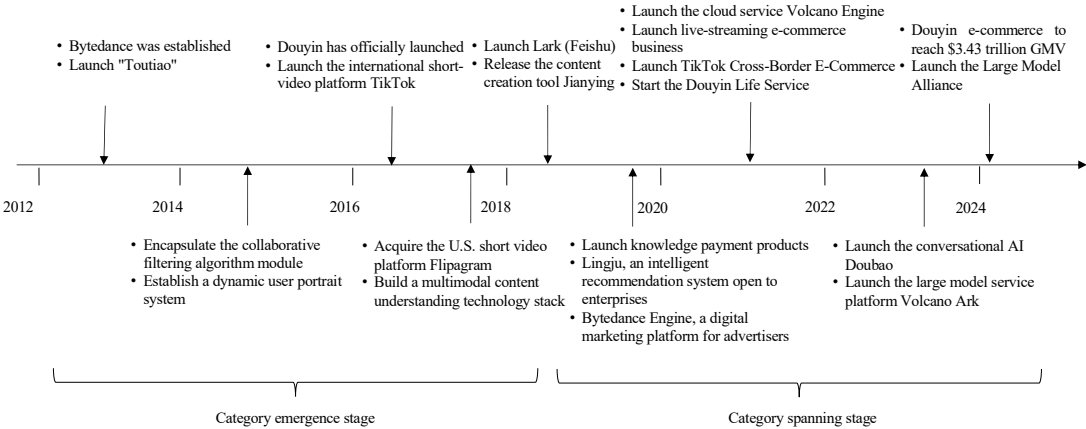 • Bytedance was established
• Launch "Toutiao"
• Douyin has officially launched
• Launch the international short-
video platform TikTok
• Launch Lark (Feishu)
• Release the content
creation tool Jianying
• Launch the cloud service Volcano Engine
• Launch live-streaming e-commerce
business
• Launch TikTok Cross-Border E-Commerce
• Start the Douyin Life Service
• Douyin e-commerce to
reach $3.43 trillion GMV
• Launch the Large Model
Alliance
2012
2014
2016
2018
2020
2022
2024
• Encapsulate the collaborative
filtering algorithm module
• Establish a dynamic user portrait
system
• Acquire the U.S. short video
platform Flipagram
• Build a multimodal content
understanding technology stack
• Launch knowledge payment products
• Lingju, an intelligent
recommendation system open to
enterprises
• Bytedance Engine, a digital
marketing platform for advertisers
• Launch the conversational AI
Doubao
• Launch the large model service
platform Volcano Ark
Category emergence stage
Category spanning stage